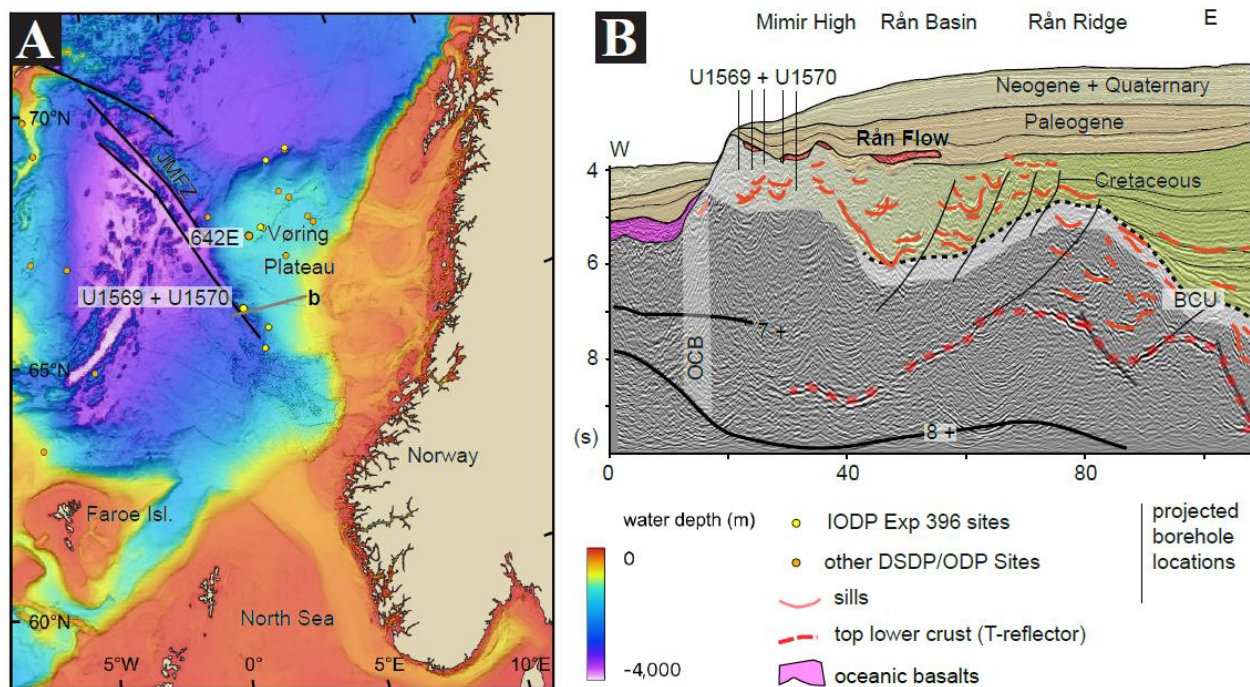 A
70°N
JMFZ
642E
Vøring
Plateau
U1569 + U1570
b
65°N
Norway
Faroe Isl.
North Sea
60°N
5°W
0°
5°E
10°E
B
Mimir High
Rån Basin
Rån Ridge
E
U1569 + U1570
Neogene + Quaternary
Paleogene
Rån Flow
W
4
Cretaceous
6
BCU
7 +
OCB
8
8 +
(s)
0
40
80
water depth (m)
0
-4,000
IODP Exp 396 sites
other DSDP/ODP Sites
sills
top lower crust (T-reflector)
oceanic basalts
projected
borehole
locations